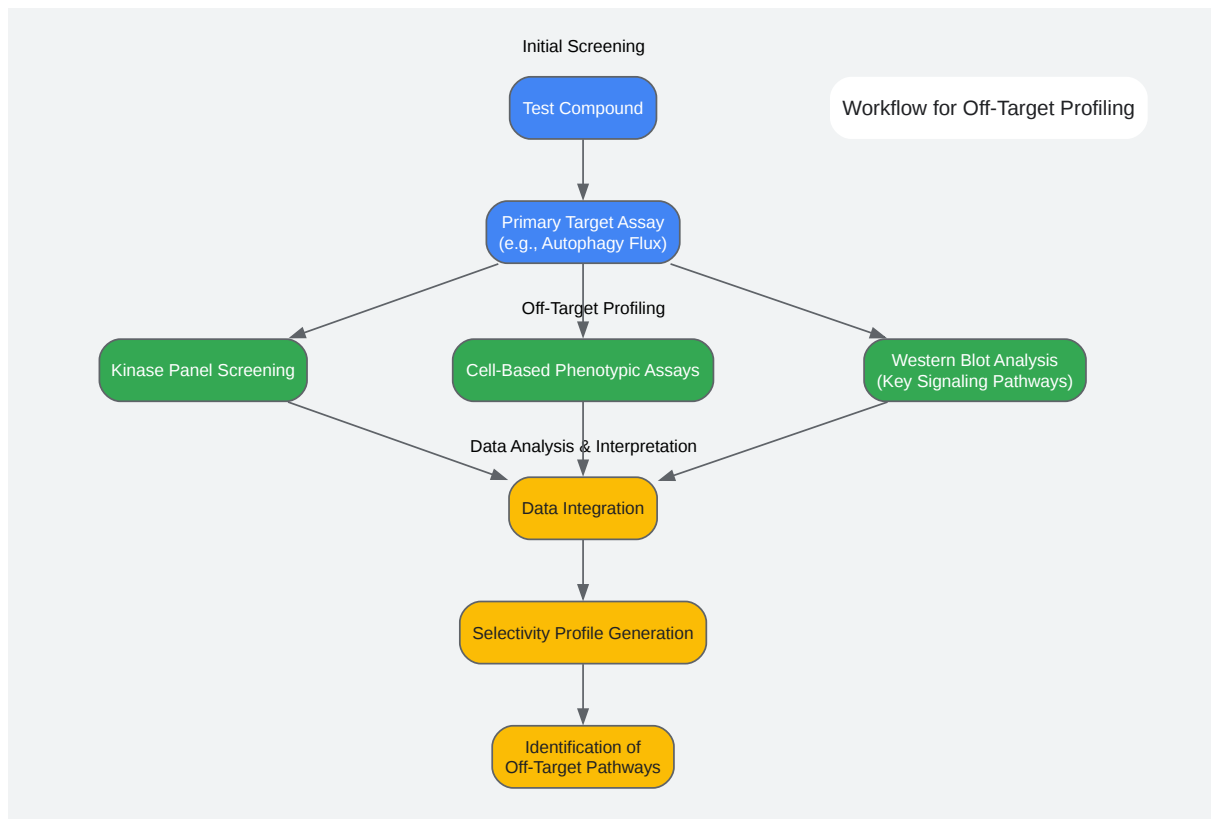 Initial Screening
Test Compound
Workflow for Off-Target Profiling
Primary Target Assay
(e.g., Autophagy Flux)
Off-Target Profiling
Kinase Panel Screening
Cell-Based Phenotypic Assays
Western Blot Analysis
(Key Signaling Pathways)
Data Analysis & Interpretation
Data Integration
Selectivity Profile Generation
Identification of
Off-Target Pathways